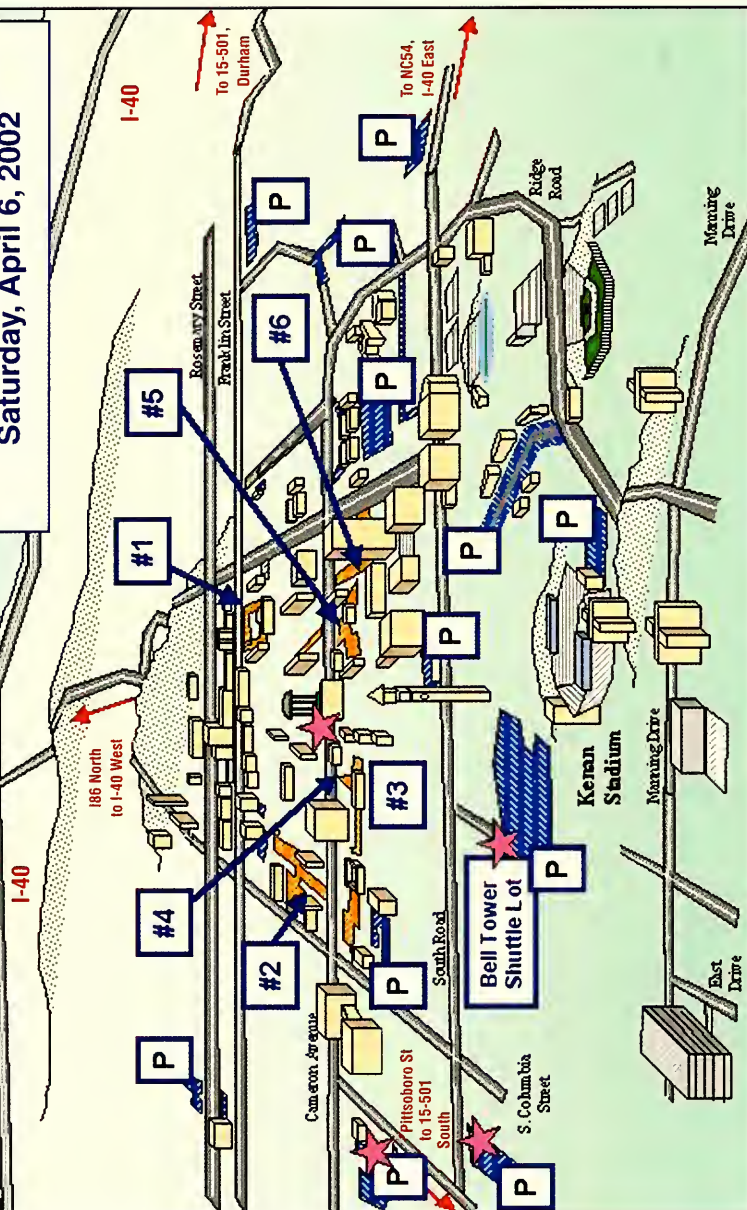 Saturday, April 6, 2002
I-40
I-40
I86 North
to I-40 West
To 15-501,
Durham
P
#4
#1
#5
Rosemary Street
Franklin Street
P
#2
#6
P
Cameron Avenue
P
P
P
P
#3
P
Pittsoboro St
to 15-501
South
To NC54,
I-40 East
South Road
P
P
P
Bell Tower
Shuttle Lot
P
S. Columbia
Street
Ridge
Road
Kenan
Stadium
Manning Drive
East
Drive
Manning
Drive